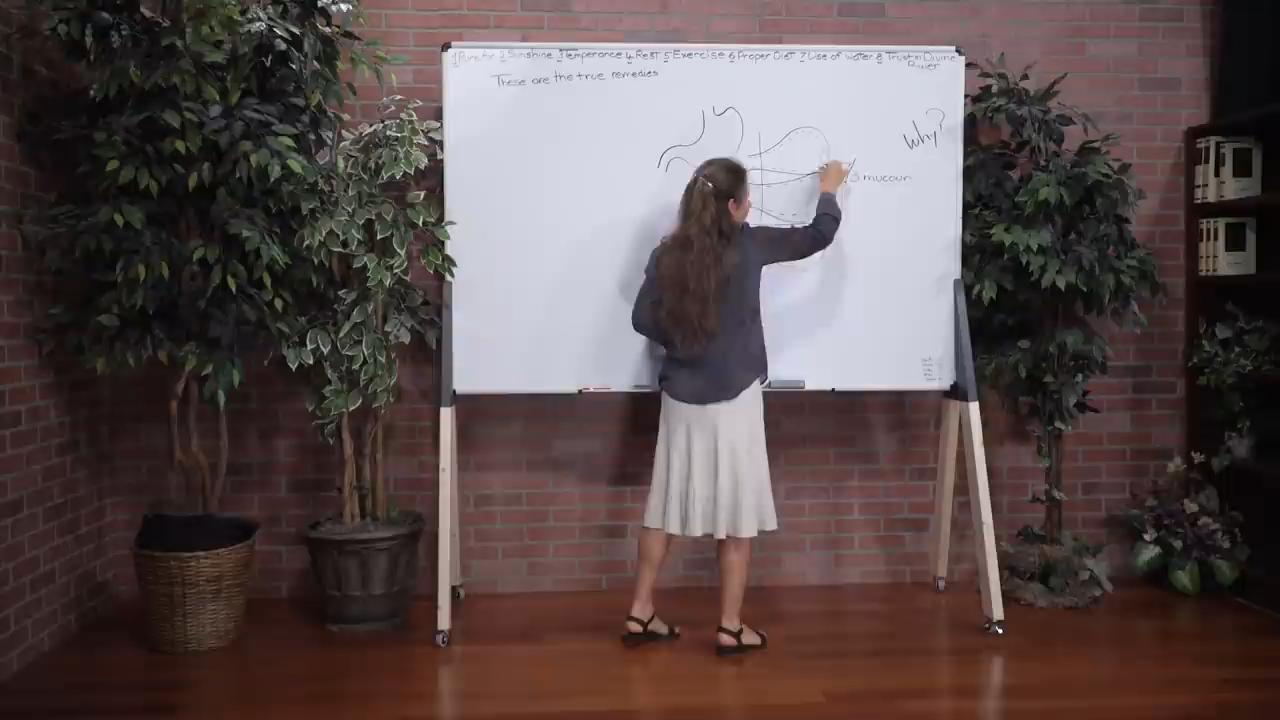 1 Pure Air 2 Sunshine 3 Temperance 4 Rest 5 Exercise 6 Proper Diet 7 Use of Water 8 Trust in Divine
Power
These are the true remedies
Why?
mucour